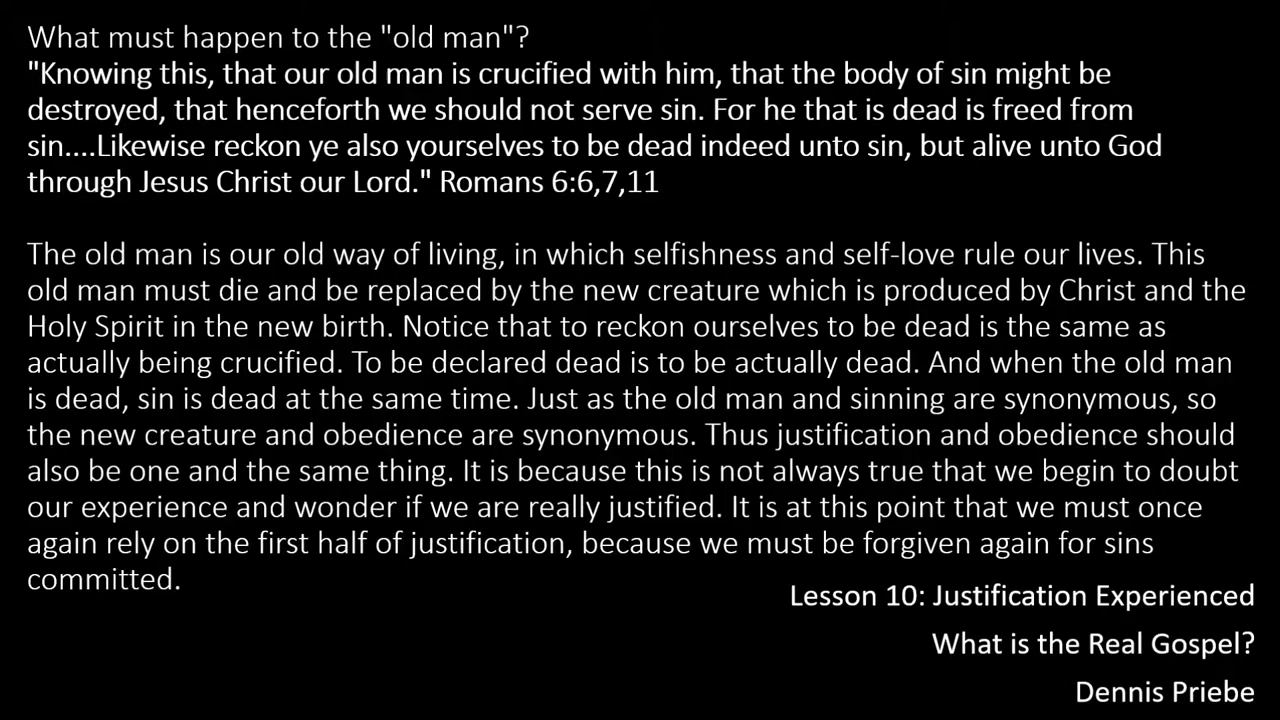 What must happen to the "old man"?
"Knowing this, that our old man is crucified with him, that the body of sin might be
destroyed, that henceforth we should not serve sin. For he that is dead is freed from
sin....Likewise reckon ye also yourselves to be dead indeed unto sin, but alive unto God
through Jesus Christ our Lord." Romans 6:6,7,11
The old man is our old way of living, in which selfishness and self-love rule our lives. This
old man must die and be replaced by the new creature which is produced by Christ and the
Holy Spirit in the new birth. Notice that to reckon ourselves to be dead is the same as
actually being crucified. To be declared dead is to be actually dead. And when the old man
is dead, sin is dead at the same time. Just as the old man and sinning are synonymous, so
the new creature and obedience are synonymous. Thus justification and obedience should
also be one and the same thing. It is because this is not always true that we begin to doubt
our experience and wonder if we are really justified. It is at this point that we must once
again rely on the first half of justification, because we must be forgiven again for sins
committed.
Lesson 10: Justification Experienced
What is the Real Gospel?
Dennis Priebe